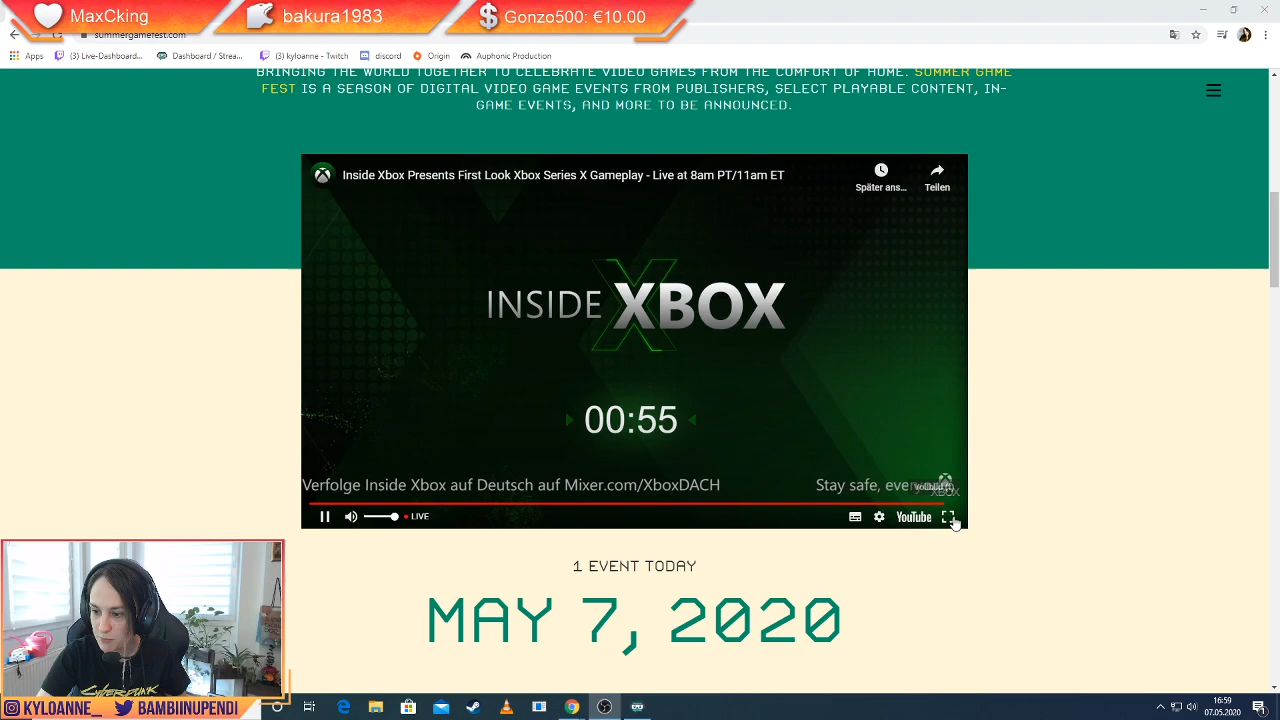 MaxCking
bakura1983
Gonzo500: €10.00
summergamefest.com
Apps
(3) Live-Dashboard...
Dashboard / Strea...
(3) kyloanne - Twitch
discord
Origin
Auphonic Production
BRINGING THE WORLD TOGETHER TO CELEBRATE VIDEO GAMES FROM THE COMFORT OF HOME. SUMMER GAME
FEST IS A SEASON OF DIGITAL VIDEO GAME EVENTS FROM PUBLISHERS, SELECT PLAYABLE CONTENT, IN-
GAME EVENTS, AND MORE TO BE ANNOUNCED.
Inside Xbox Presents First Look Xbox Series X Gameplay - Live at 8am PT/11am ET
Später ans...
Teilen
INSIDE XBOX
00:55
Verfolge Inside Xbox auf Deutsch auf Mixer.com/XboxDACH
Stay safe,
XBOX
LIVE
YouTube
1 EVENT TODAY
MAY 7, 2020
CYBERPUNK
KYLOANNE_
BAMBIINUPENDI
16:59
07.05.2020